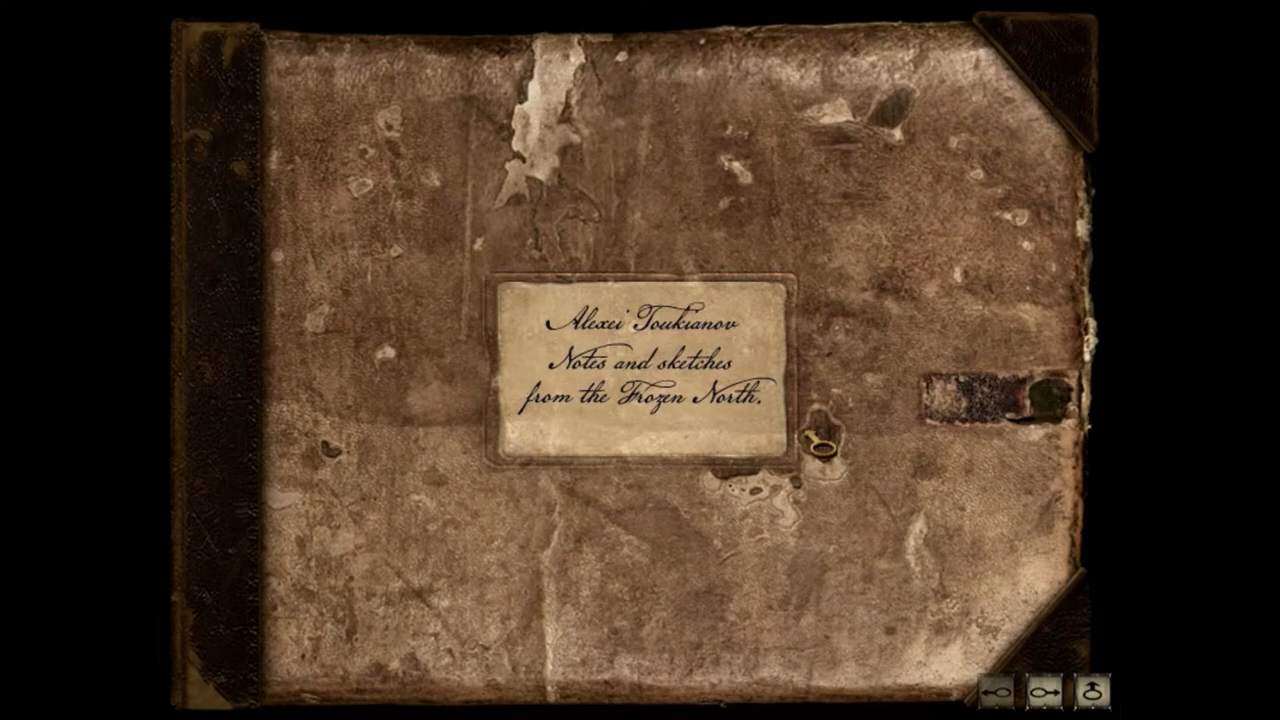 Alexei Toukianov
Notes and sketches
from the Frozen North.